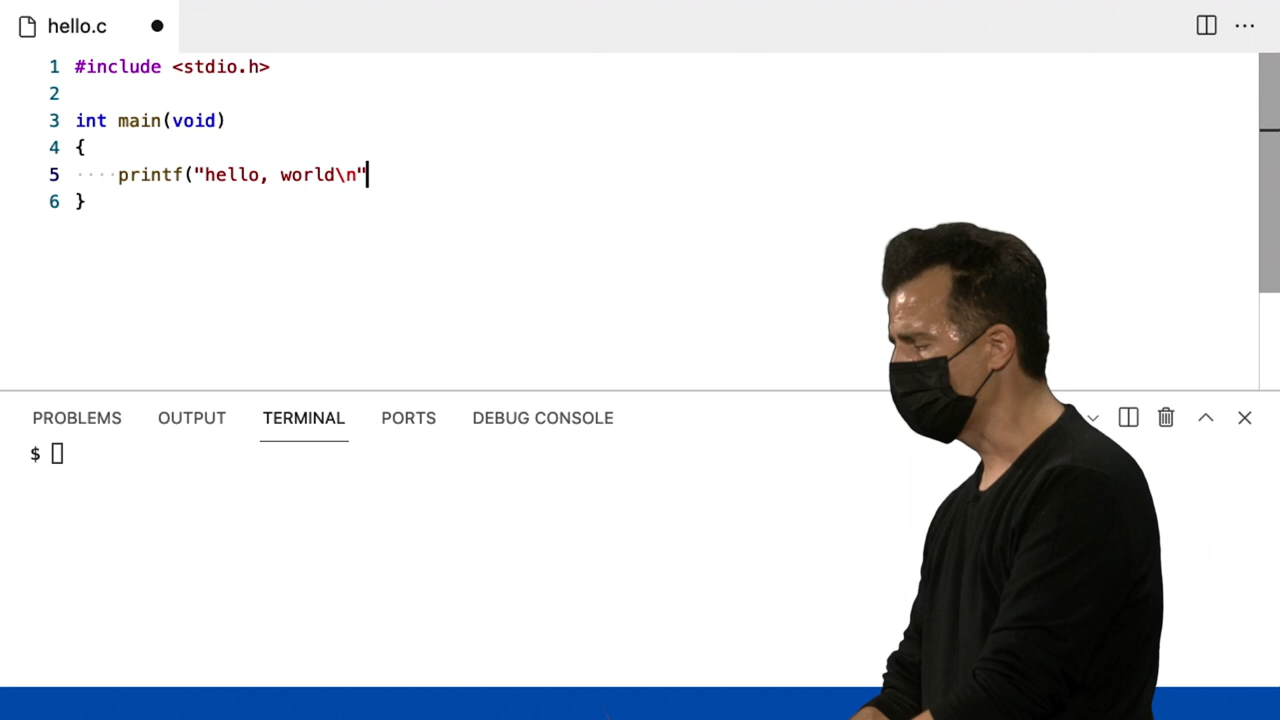 hello.c
1 #include <stdio.h>
2
3 int main(void)
4 {
5 printf("hello, world\n"
6 }
PROBLEMS OUTPUT TERMINAL PORTS DEBUG CONSOLE
$